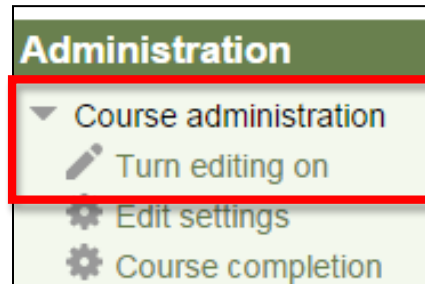 Administration
Course administration
Turn editing on
Edit settings
Course completion